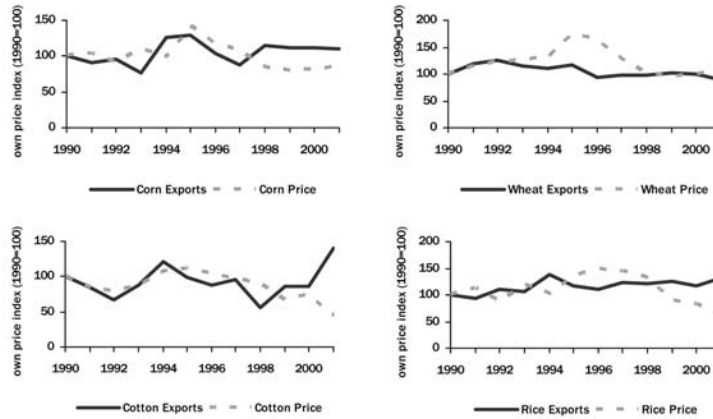 own price index (1990=100)
150
100
50
0
1990 1992 1994 1996 1998 2000
Corn Exports Corn Price
own price index (1990=100)
200
150
100
50
0
1990 1992 1994 1996 1998 2000
Wheat Exports Wheat Price
own price index (1990=100)
150
100
50
0
1990 1992 1994 1996 1998 2000
Cotton Exports Cotton Price
own price index (1990=100)
200
150
100
50
0
1990 1992 1994 1996 1998 2000
Rice Exports Rice Price